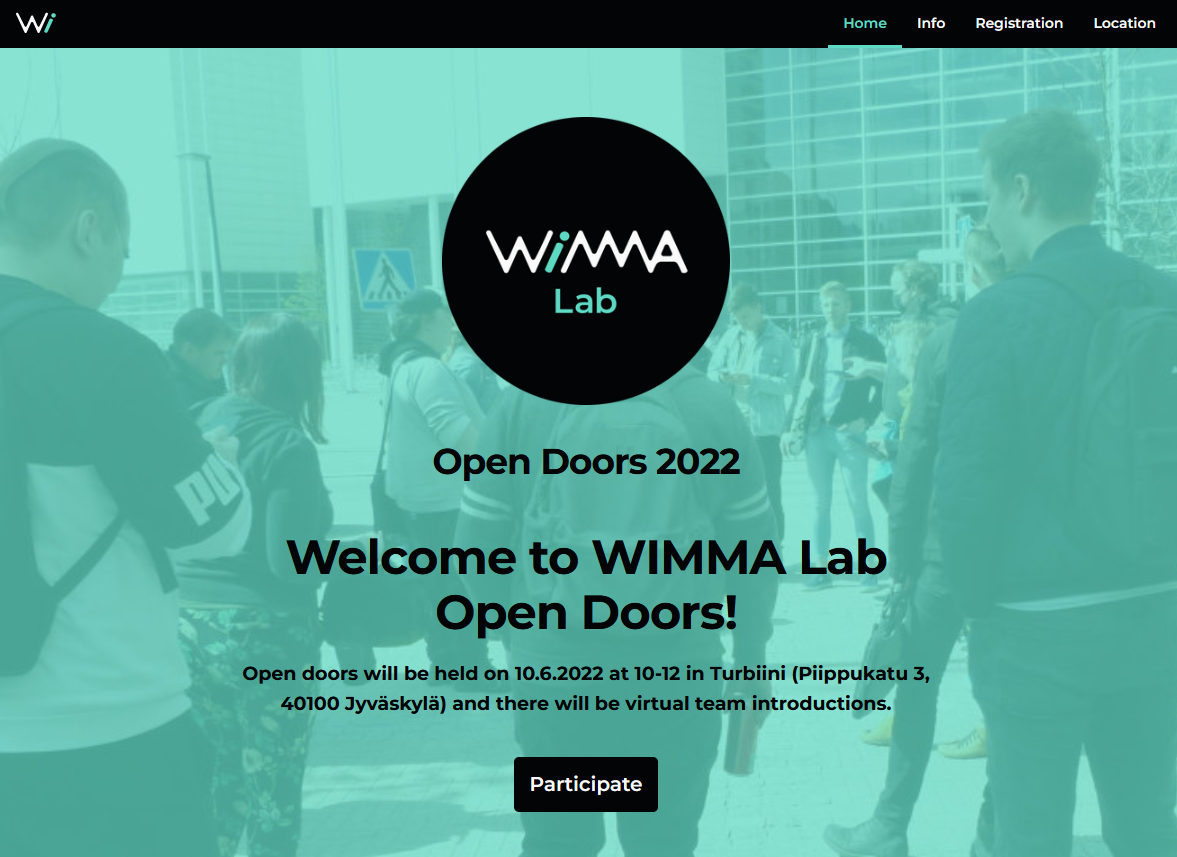 Wi
Home Info Registration Location
WIMMA
Lab
PU
Open Doors 2022
Welcome to WIMMA Lab
Open Doors!
Open doors will be held on 10.6.2022 at 10-12 in Turbiini (Piippukatu 3,
40100 Jyväskylä) and there will be virtual team introductions.
Participate